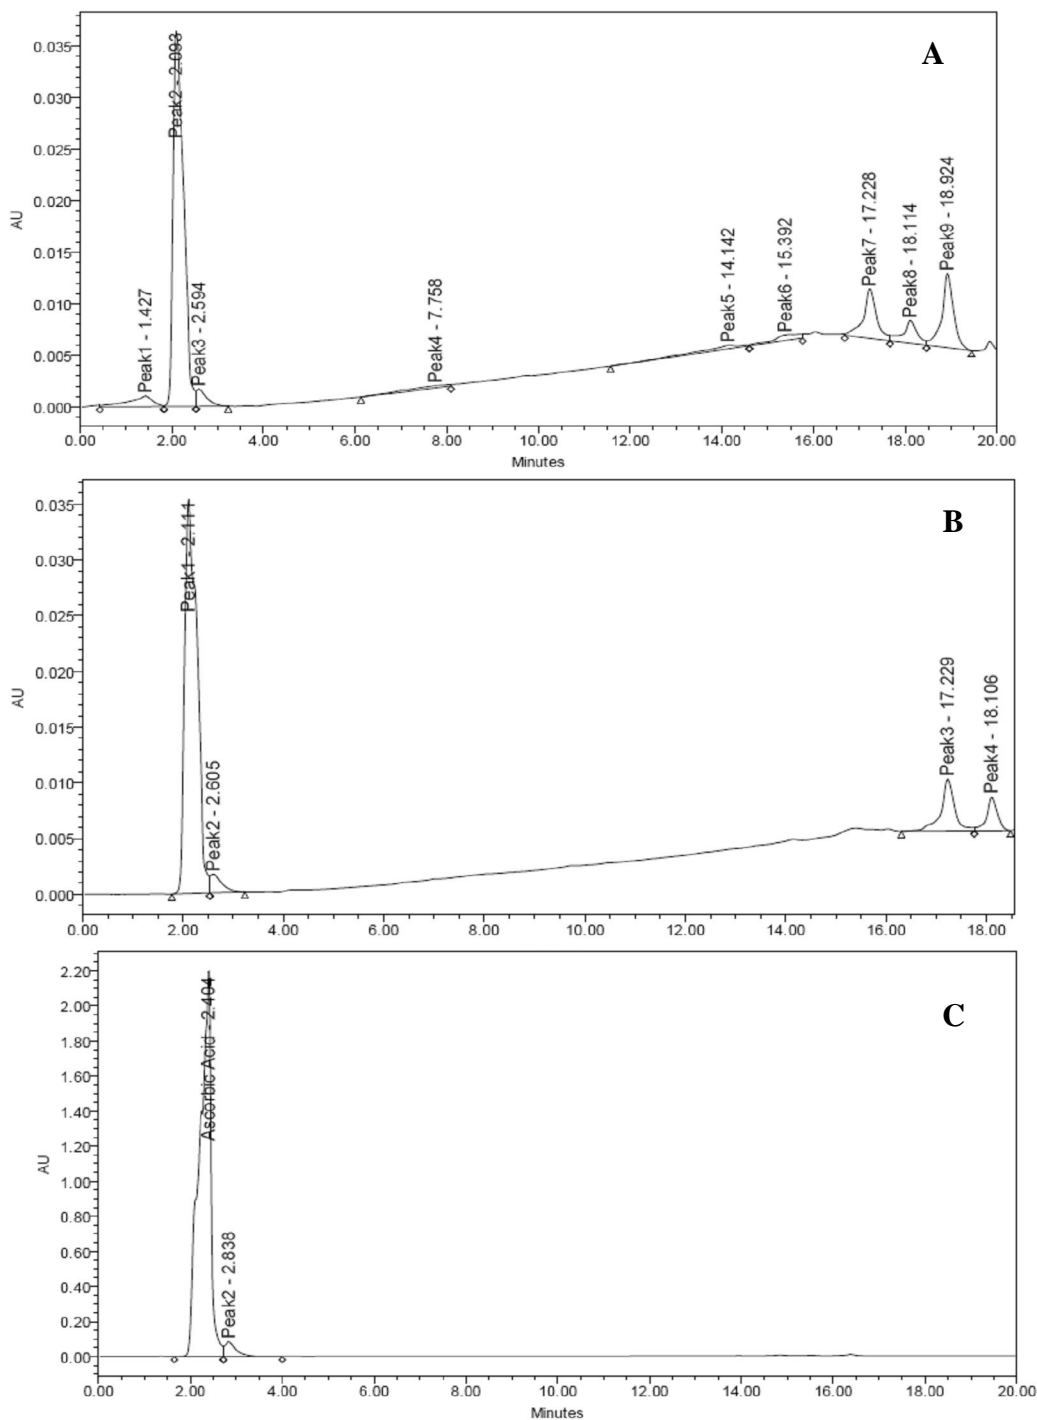 A
0.035
0.030
0.025
0.020
0.015
0.010
0.005
0.000
AU
Peak1 - 1.427
Peak2 - 2.093
Peak3 - 2.594
Peak4 - 7.758
Peak5 - 14.142
Peak6 - 15.392
Peak7 - 17.228
Peak8 - 18.114
Peak9 - 18.924
0.00 2.00 4.00 6.00 8.00 10.00 12.00 14.00 16.00 18.00 20.00
Minutes
B
0.035
0.030
0.025
0.020
0.015
0.010
0.005
0.000
AU
Peak1 - 2.111
Peak2 - 2.605
Peak3 - 17.229
Peak4 - 18.106
0.00 2.00 4.00 6.00 8.00 10.00 12.00 14.00 16.00 18.00
C
2.20
2.00
1.80
1.60
1.40
1.20
1.00
0.80
0.60
0.40
0.20
0.00
AU
Ascorbic Acid - 2.404
Peak2 - 2.838
0.00 2.00 4.00 6.00 8.00 10.00 12.00 14.00 16.00 18.00 20.00
Minutes